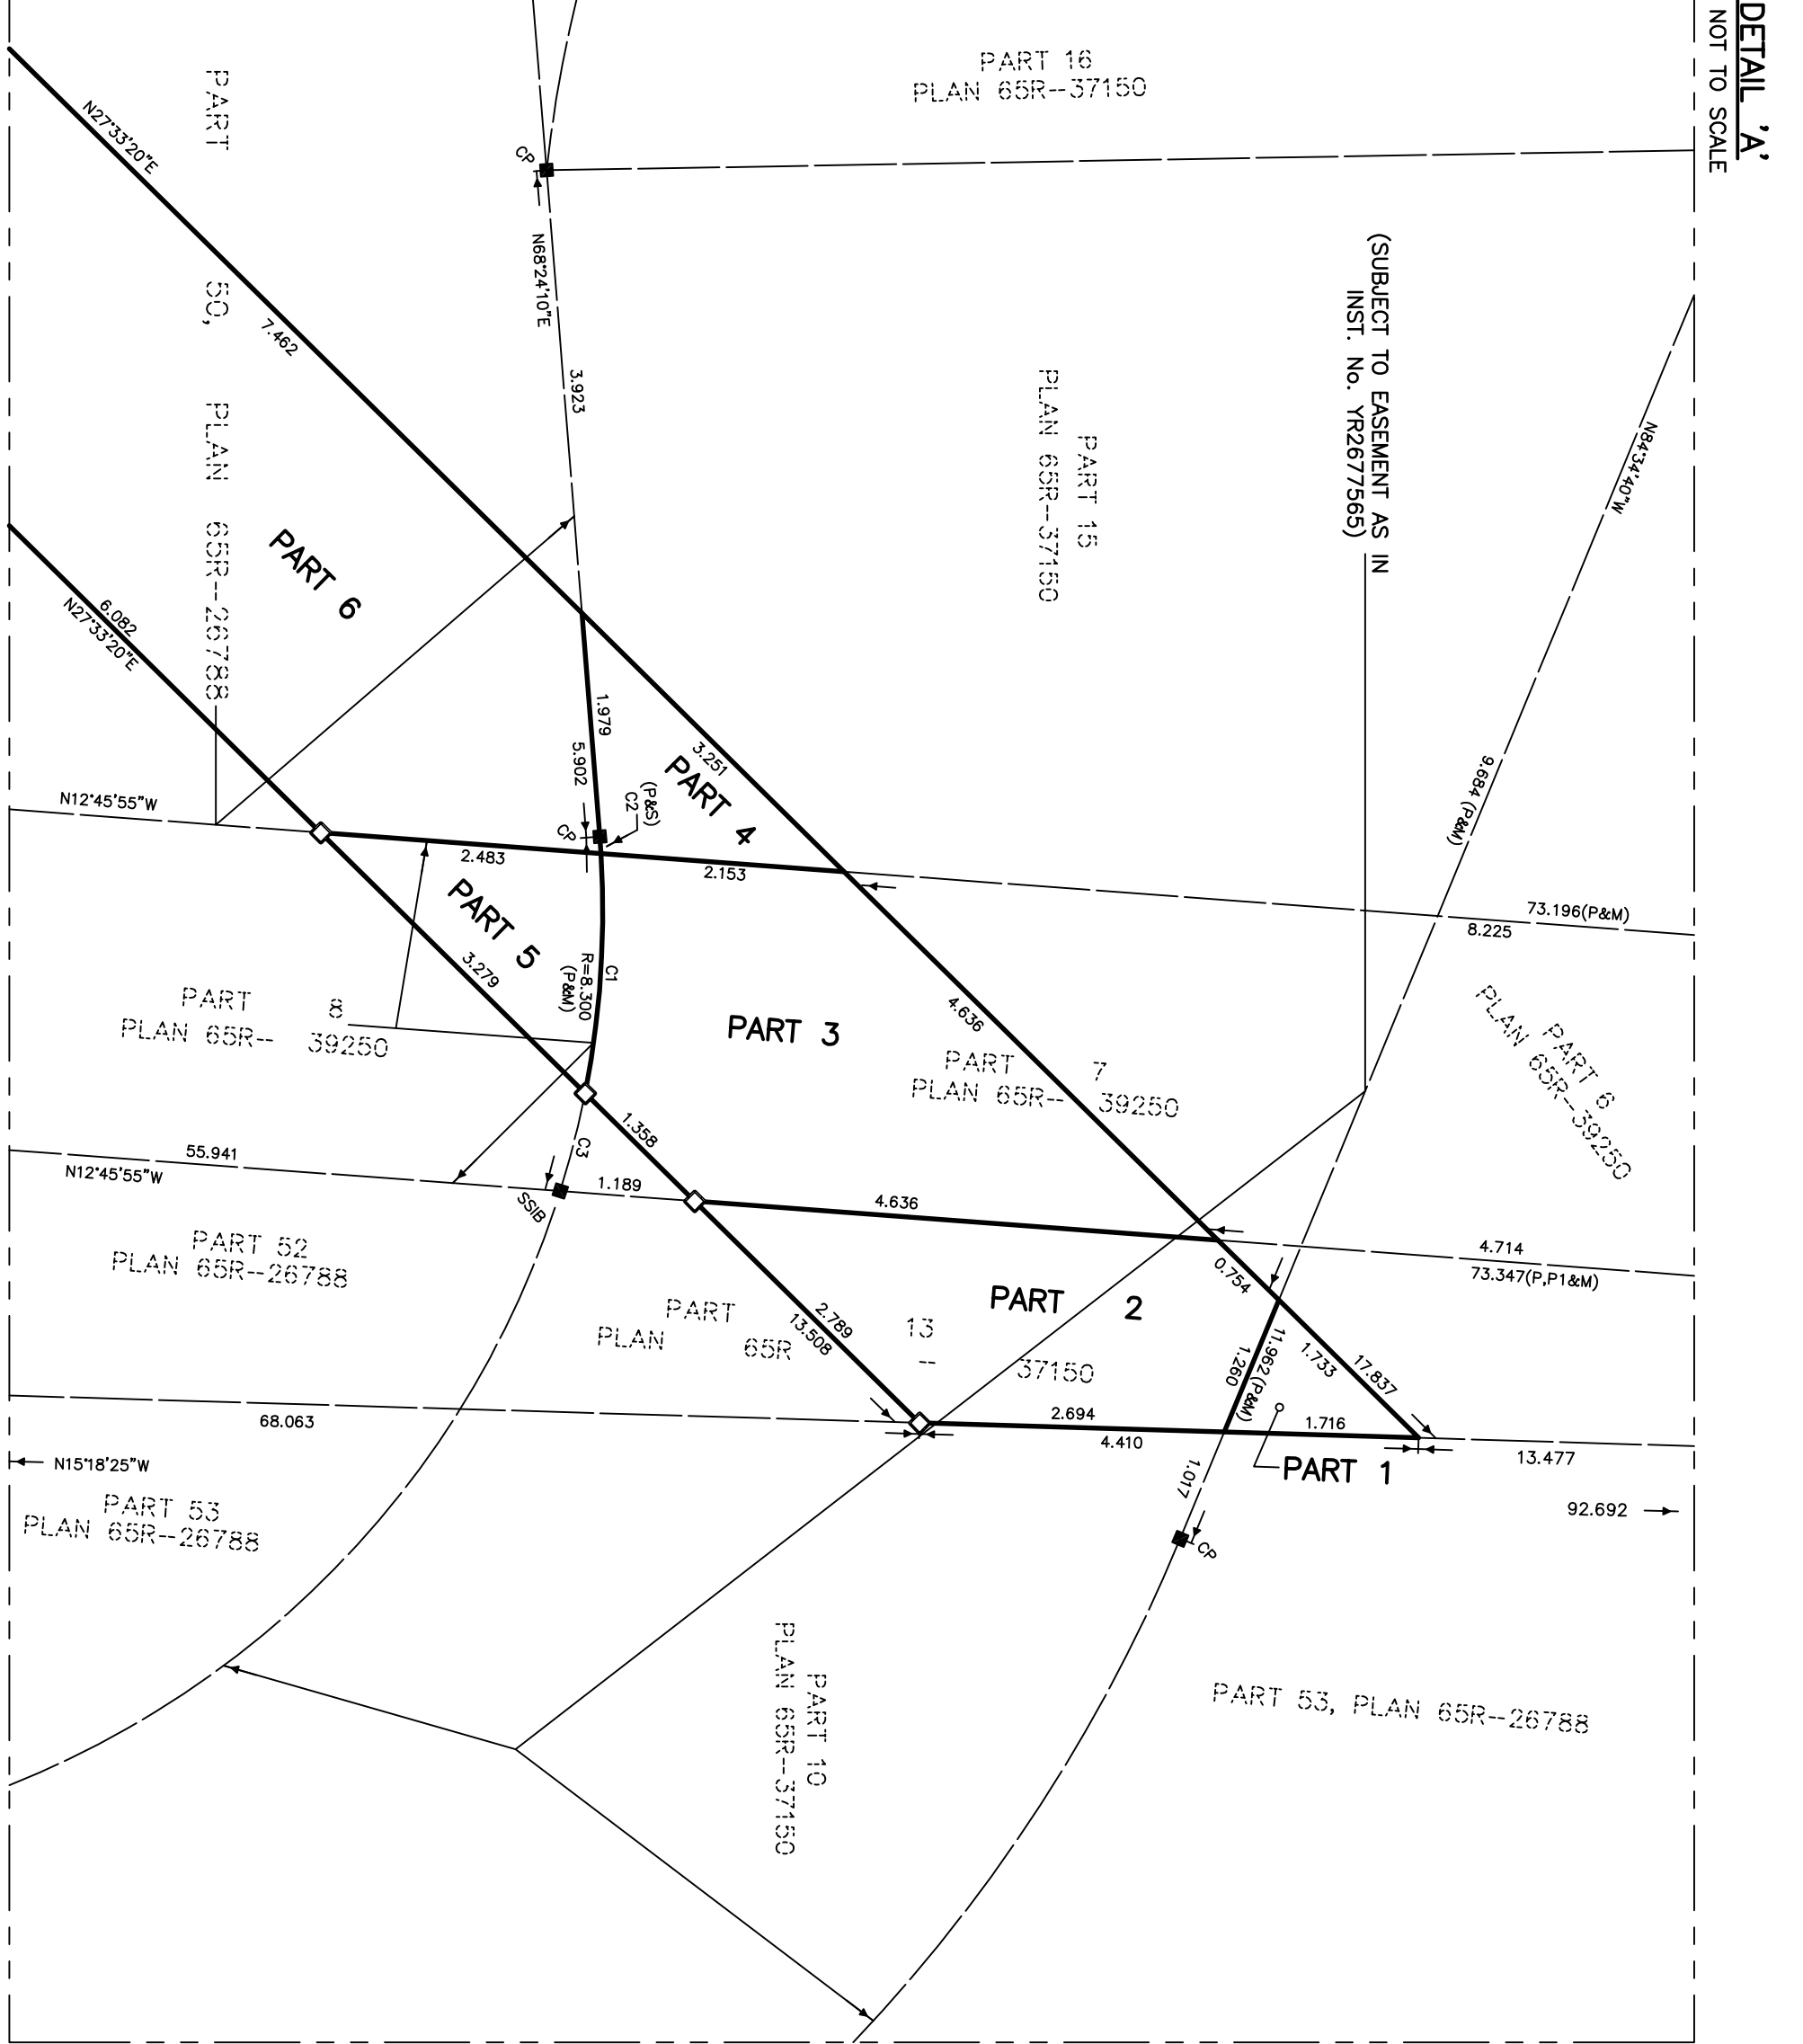 DETAIL 'A'
NOT TO SCALE
PART 16
PLAN 65R--37150
(SUBJECT TO EASEMENT AS IN
INST. No. YR2677565)
PART 15
PLAN 65R--37150
N84°34'40"W
9.684 (P&M)
CP
N68°24'10"E
3.923
PART 50, PLAN 65R--26788
N27°33'20"E
7.462
PART 6
6.082
N27°33'20"E
1.979
5.902
3.251
PART 4
(P&S)
C2
CP
N12°45'55"W
2.483
2.153
73.196(P&M)
8.225
PART 5
3.279
C1
R=8.300
(P&M)
4.636
PART 3
PART 8
PLAN 65R-- 39250
PART 7
PLAN 65R-- 39250
PART 6
PLAN 65R--39250
1.358
C3
55.941
N12°45'55"W
SSIB
1.189
4.636
4.714
73.347(P,P1&M)
0.754
PART 52
PLAN 65R--26788
PART 2
PART 13
PLAN 65R -- 37150
2.789
13.508
11.962 (P&M)
1.260
1.733
17.837
68.063
2.694
4.410
1.716
13.477
N15°18'25"W
PART 1
92.692
1.017
CP
PART 53
PLAN 65R--26788
PART 10
PLAN 65R--37150
PART 53, PLAN 65R--26788